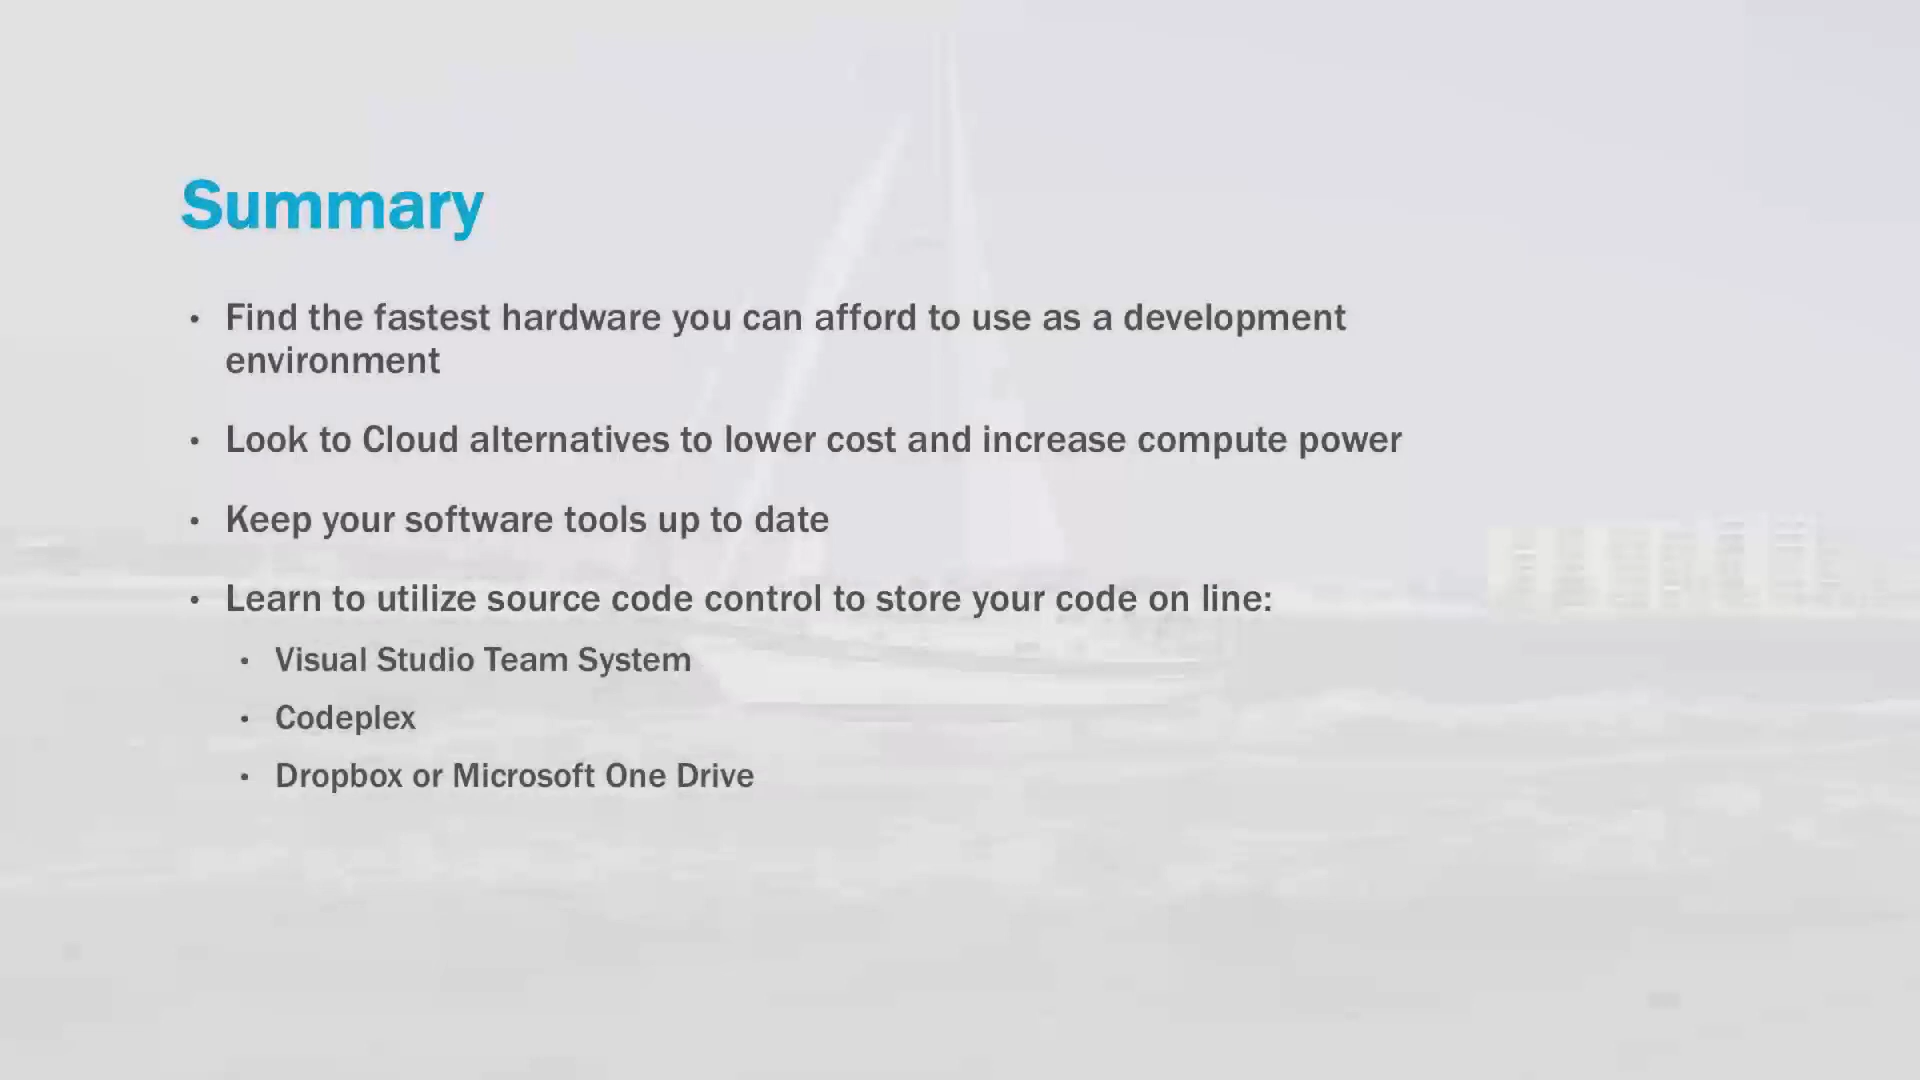 Summary
• Find the fastest hardware you can afford to use as a development
environment
• Look to Cloud alternatives to lower cost and increase compute power
• Keep your software tools up to date
• Learn to utilize source code control to store your code on line:
• Visual Studio Team System
• Codeplex
• Dropbox or Microsoft One Drive